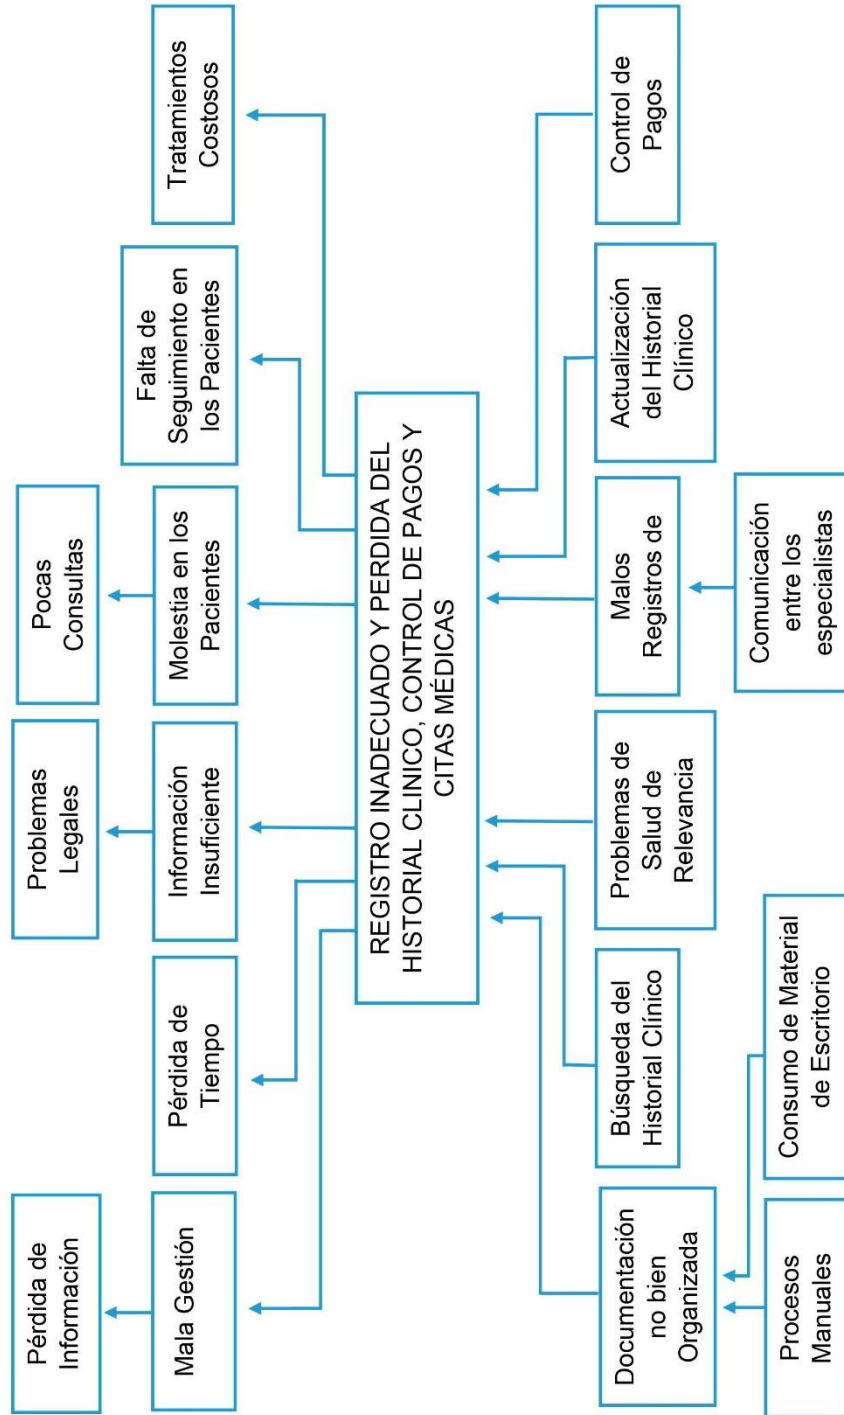 Pérdida de
Información
Problemas
Legales
Pocas
Consultas
Mala Gestión
Pérdida de
Tiempo
Información
Insuficiente
Molestia en los
Pacientes
Falta de
Seguimiento en
los Pacientes
Tratamientos
Costosos
REGISTRO INADECUADO Y PERDIDA DEL
HISTORIAL CLINICO, CONTROL DE PAGOS Y
CITAS MÉDICAS
Documentación
no bien
Organizada
Búsqueda del
Historial Clínico
Problemas de
Salud de
Relevancia
Malos
Registros de
Actualización
del Historial
Clínico
Control de
Pagos
Procesos
Manuales
Consumo de Material
de Escritorio
Comunicación
entre los
especialistas